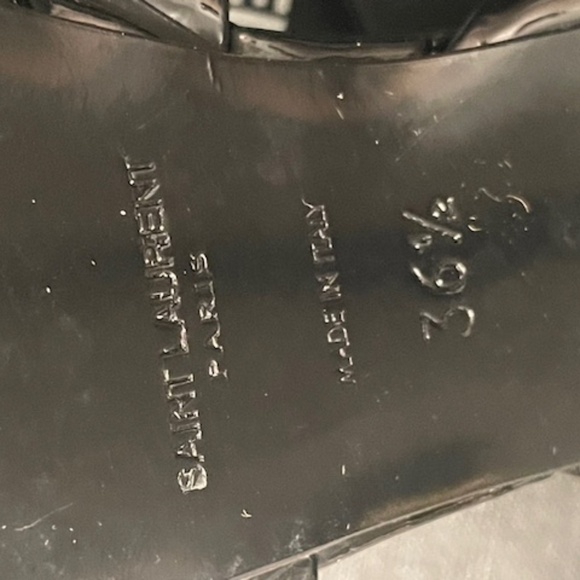 SAINT LAURENT
PARIS
MADE IN ITALY
36½